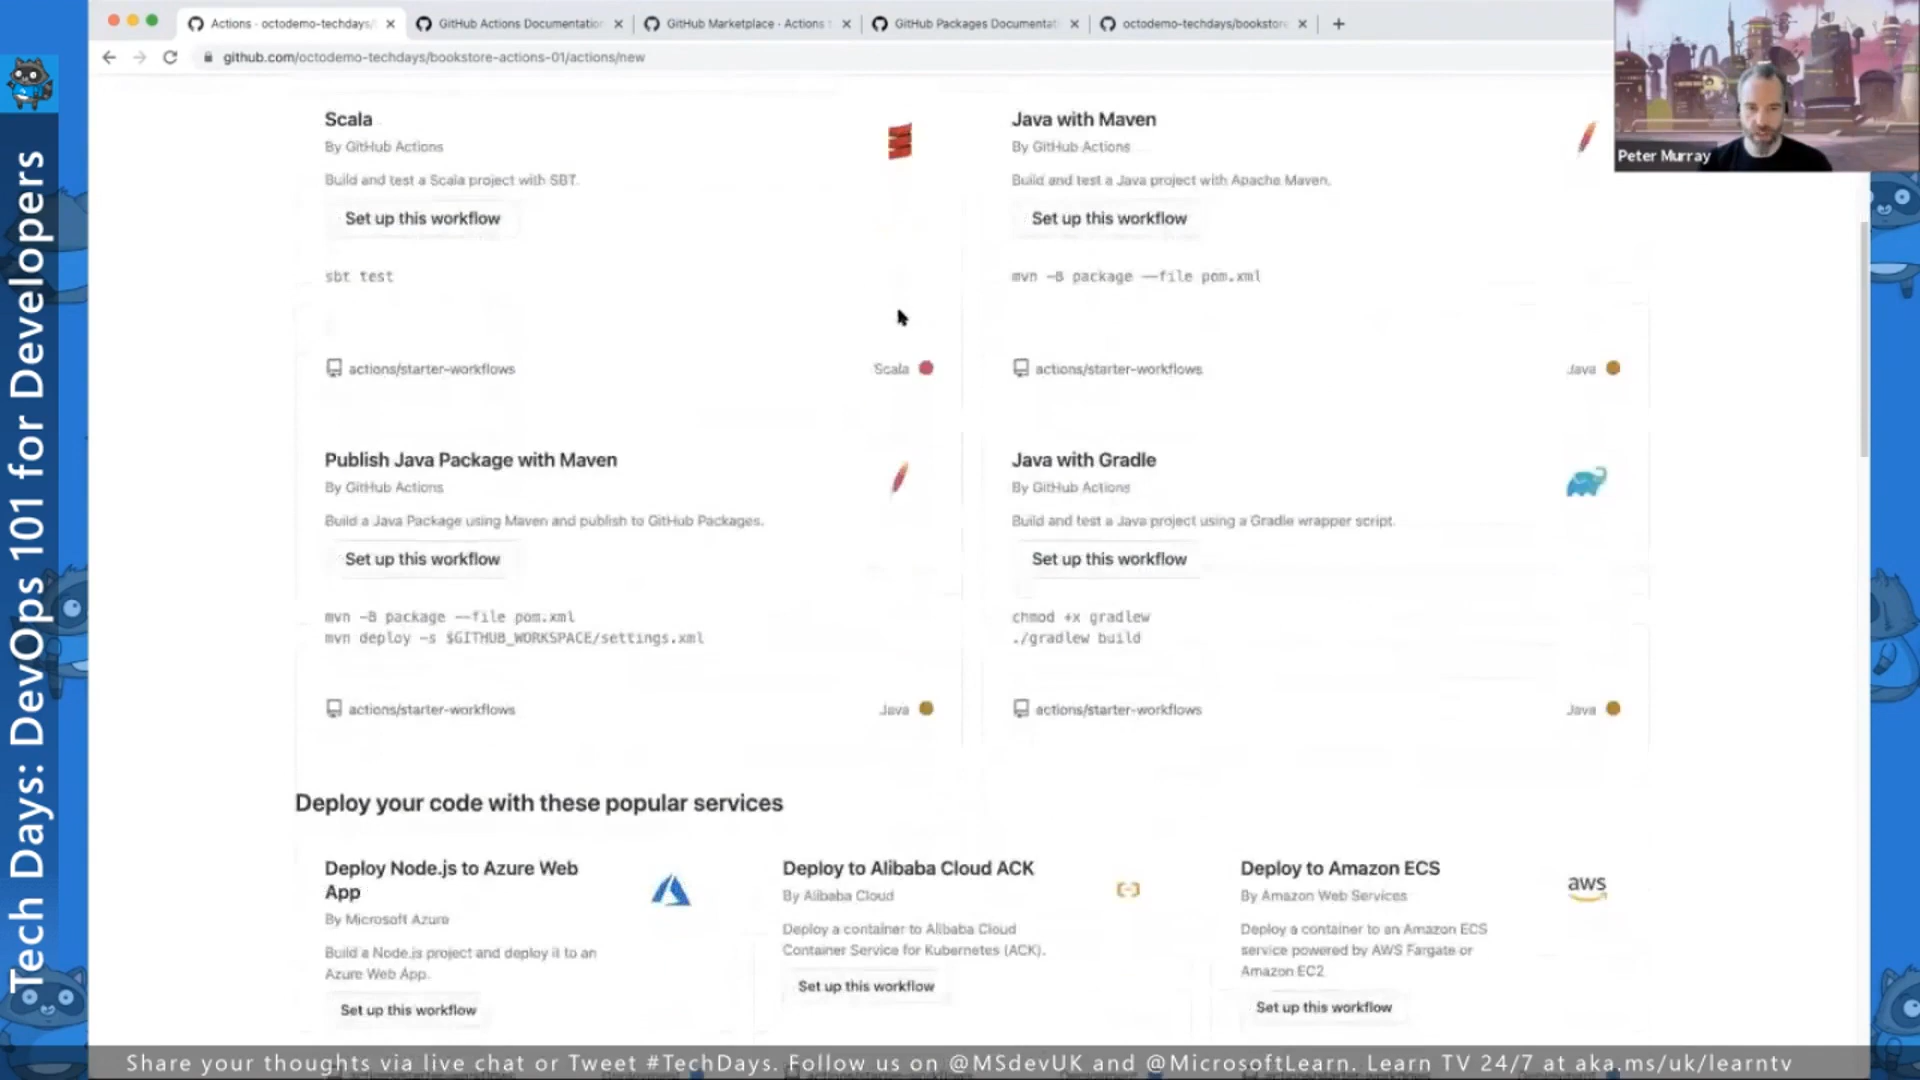 Actions · octodemo-techdays/
GitHub Actions Documentation
GitHub Marketplace · Actions
GitHub Packages Documentat
octodemo-techdays/bookstore
github.com/octodemo-techdays/bookstore-actions-01/actions/new
Peter Murray
Tech Days: DevOps 101 for Developers
Scala
By GitHub Actions
Build and test a Scala project with SBT.
Set up this workflow
sbt test
actions/starter-workflows
Scala
Java with Maven
By GitHub Actions
Build and test a Java project with Apache Maven.
Set up this workflow
mvn -B package --file pom.xml
actions/starter-workflows
Java
Publish Java Package with Maven
By GitHub Actions
Build a Java Package using Maven and publish to GitHub Packages.
Set up this workflow
mvn -B package --file pom.xml
mvn deploy -s $GITHUB_WORKSPACE/settings.xml
actions/starter-workflows
Java
Java with Gradle
By GitHub Actions
Build and test a Java project using a Gradle wrapper script.
Set up this workflow
chmod +x gradlew
./gradlew build
actions/starter-workflows
Java
Deploy your code with these popular services
Deploy Node.js to Azure Web
App
By Microsoft Azure
Build a Node.js project and deploy it to an
Azure Web App.
Set up this workflow
Deploy to Alibaba Cloud ACK
By Alibaba Cloud
Deploy a container to Alibaba Cloud
Container Service for Kubernetes (ACK).
Set up this workflow
Deploy to Amazon ECS
By Amazon Web Services
aws
Deploy a container to an Amazon ECS
service powered by AWS Fargate or
Amazon EC2
Set up this workflow
Share your thoughts via live chat or Tweet #TechDays. Follow us on @MSdevUK and @MicrosoftLearn. Learn TV 24/7 at aka.ms/uk/learntv